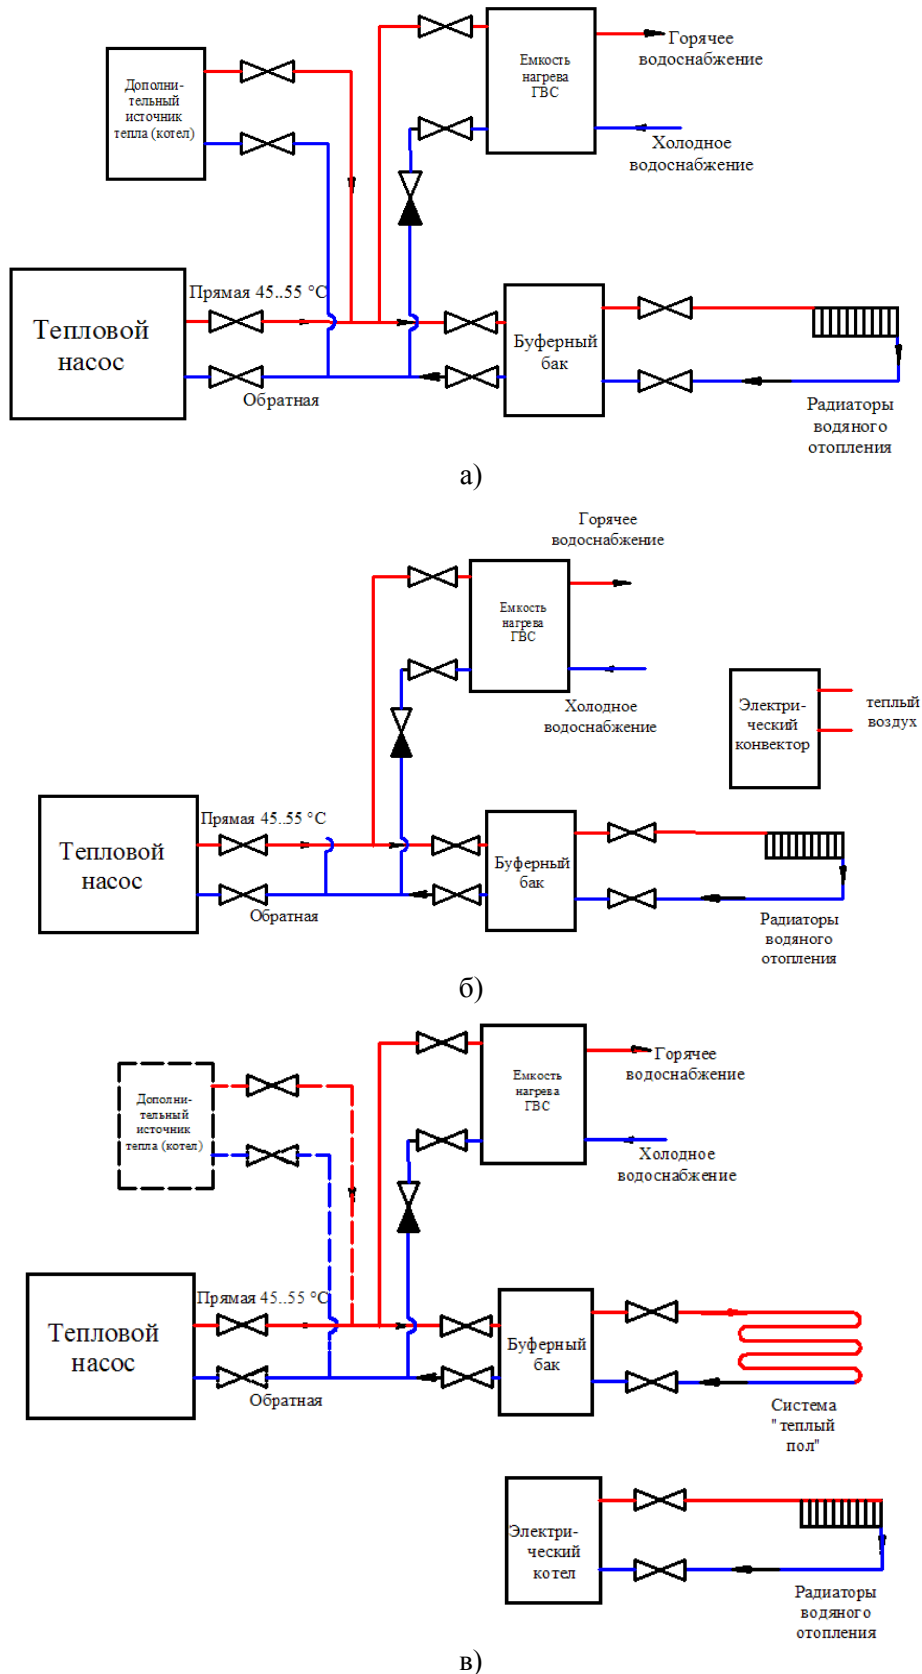 Горячее
водоснабжение
Емкость
нагрева
ГВС
Дополни-
тельный
источник
тепла (котел)
Холодное
водоснабжение
Прямая 45..55 °C
Тепловой
насос
Буферный
бак
Обратная
Радиаторы
водяного
отопления
а)
Горячее
водоснабжение
Емкость
нагрева
ГВС
Холодное
водоснабжение
Электри-
ческий
конвектор
теплый
воздух
Прямая 45..55 °C
Тепловой
насос
Буферный
бак
Обратная
Радиаторы
водяного
отопления
б)
Горячее
водоснабжение
Емкость
нагрева
ГВС
Дополни-
тельный
источник
тепла (котел)
Холодное
водоснабжение
Прямая 45..55 °C
Тепловой
насос
Буферный
бак
Обратная
Система
"теплый
пол"
Электри-
ческий
котел
Радиаторы
водяного
отопления
в)